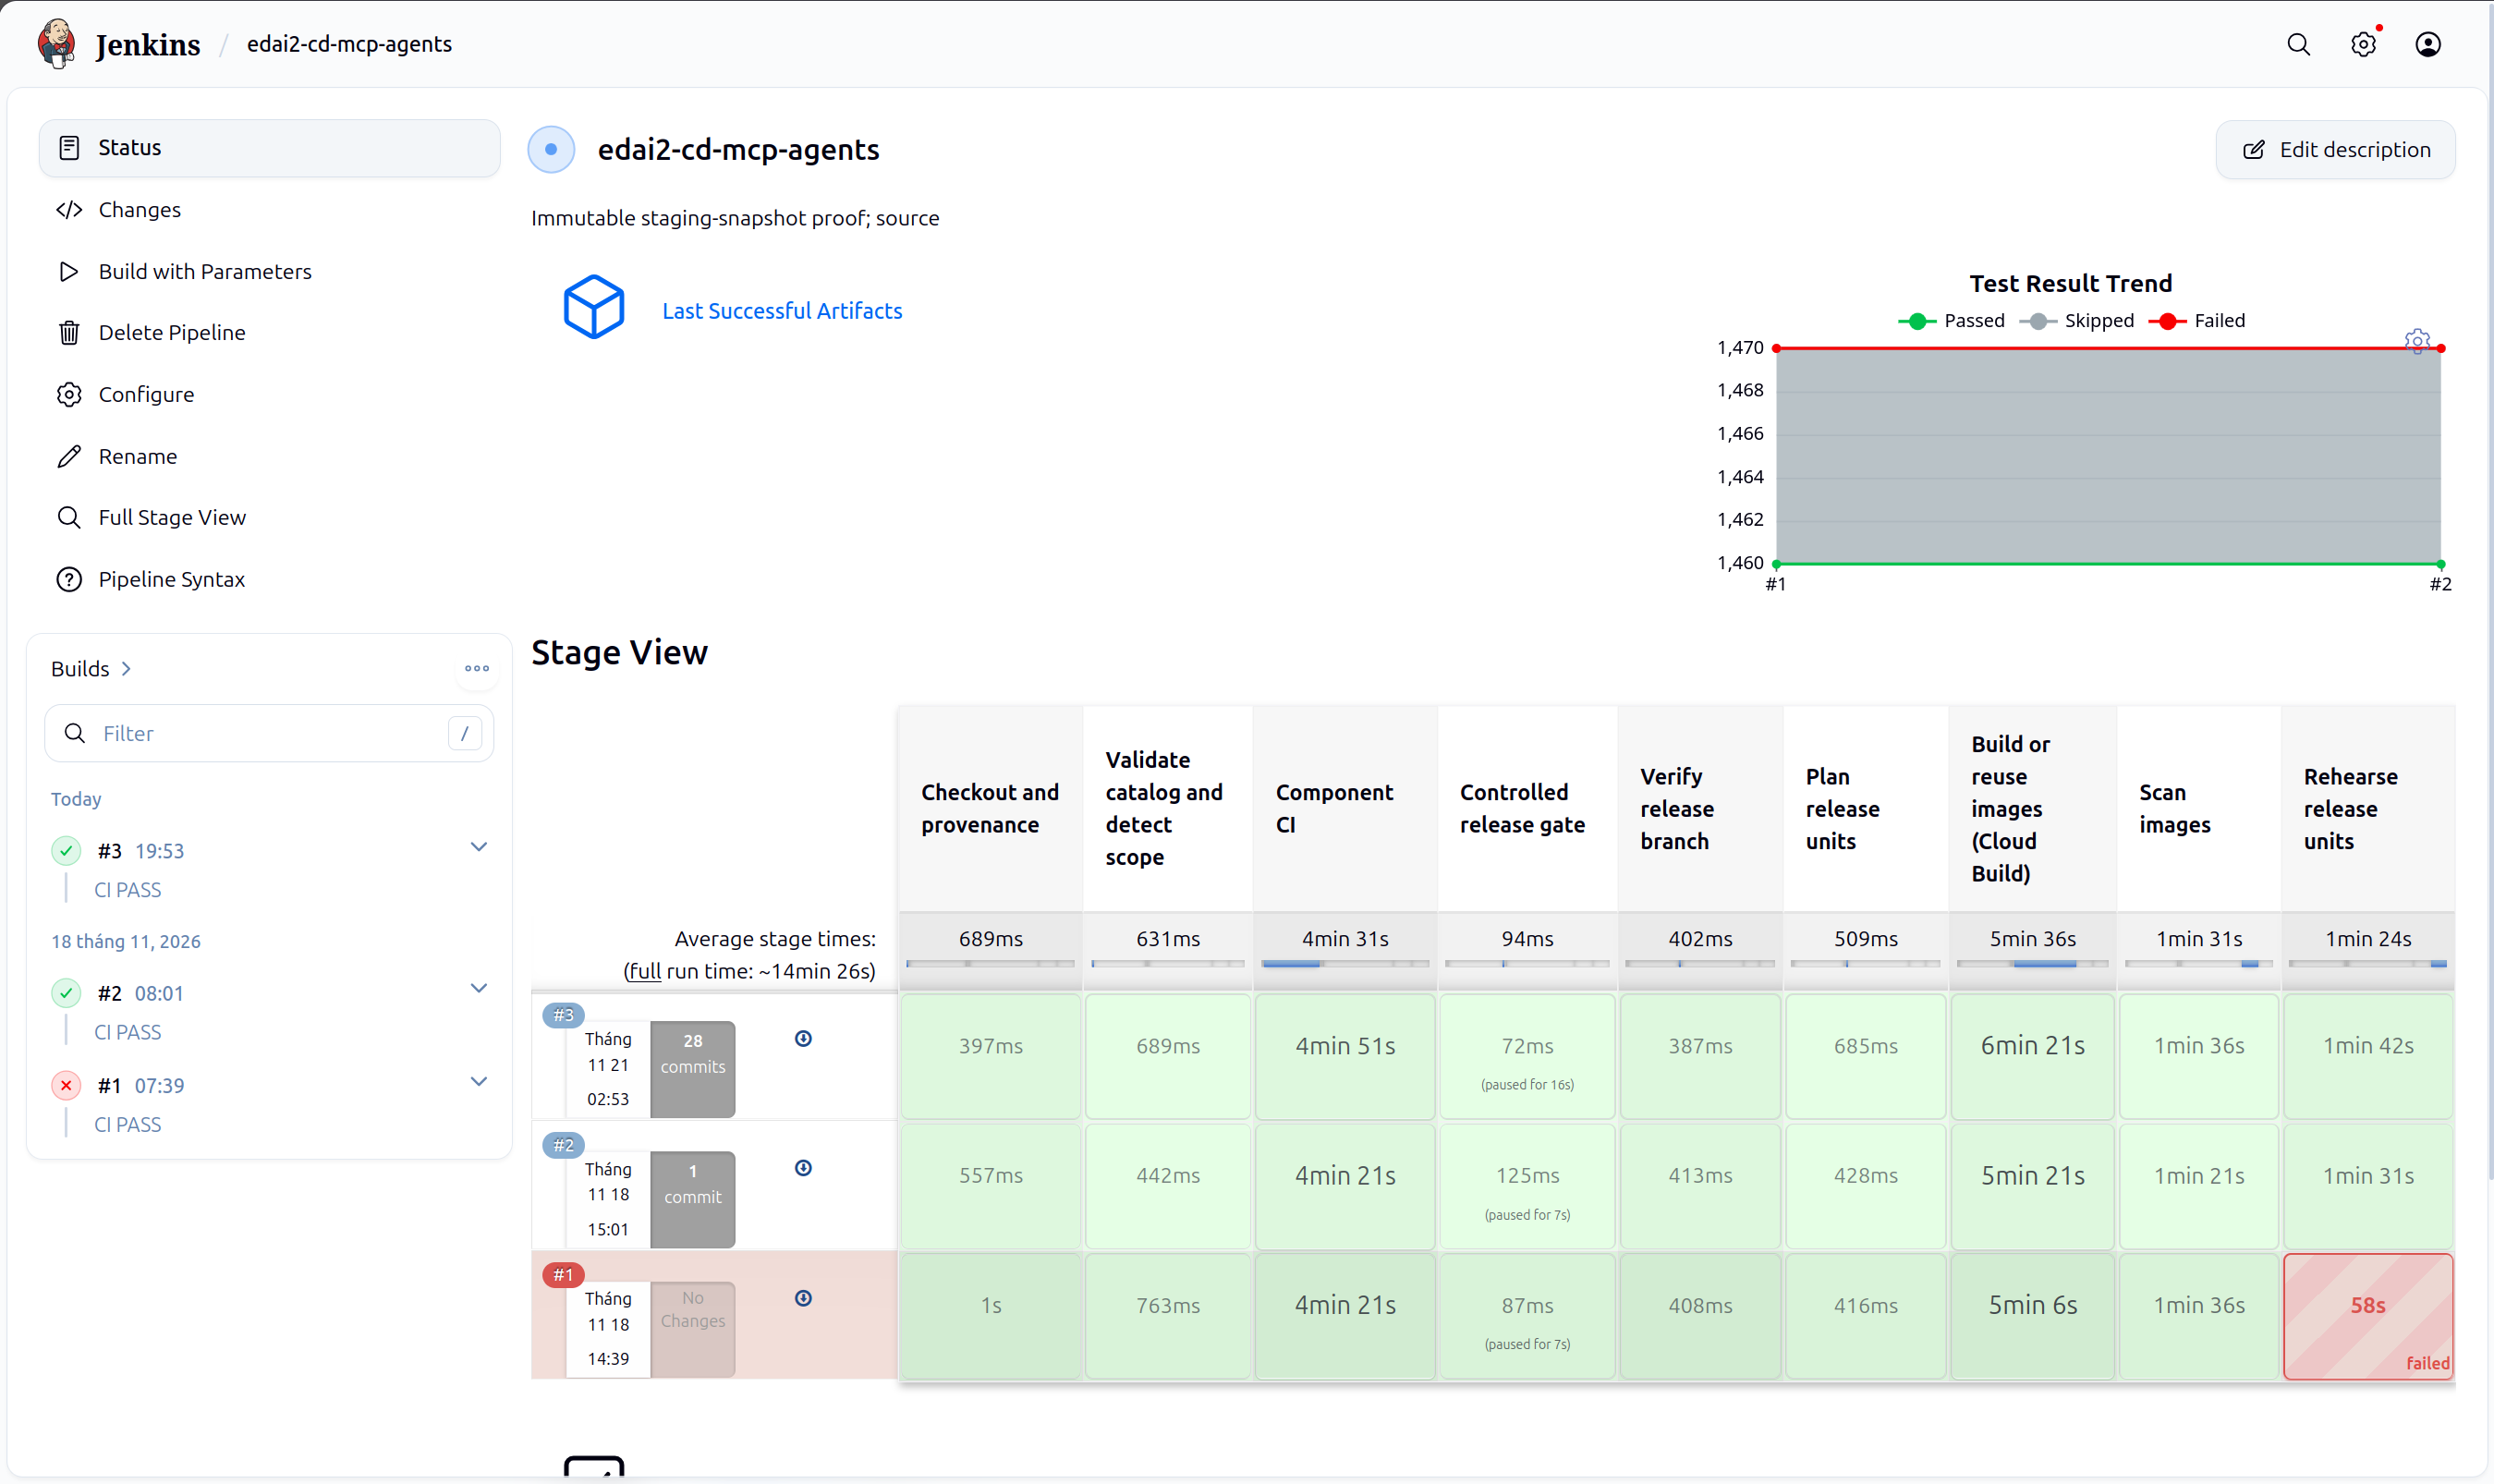 Jenkins / edai2-cd-mcp-agents
Status
Changes
Build with Parameters
Delete Pipeline
Configure
Rename
Full Stage View
Pipeline Syntax
Builds
Filter /
Today
#3 19:53
CI PASS
18 tháng 11, 2026
#2 08:01
CI PASS
#1 07:39
CI PASS
edai2-cd-mcp-agents
Edit description
Immutable staging-snapshot proof; source
Last Successful Artifacts
Test Result Trend
Passed Skipped Failed
1,470
1,468
1,466
1,464
1,462
1,460
#1 #2
Stage View
Checkout and
provenance
Validate
catalog and
detect
scope
Component
CI
Controlled
release gate
Verify
release
branch
Plan
release
units
Build or
reuse
images
(Cloud
Build)
Scan
images
Rehearse
release
units
Average stage times:
(full run time: ~14min 26s)
689ms 631ms 4min 31s 94ms 402ms 509ms 5min 36s 1min 31s 1min 24s
#3
Tháng
11 21
02:53
28
commits
397ms 689ms 4min 51s 72ms 387ms 685ms 6min 21s 1min 36s 1min 42s
(paused for 16s)
#2
Tháng
11 18
15:01
1
commit
557ms 442ms 4min 21s 125ms 413ms 428ms 5min 21s 1min 21s 1min 31s
(paused for 7s)
#1
Tháng
11 18
14:39
No
Changes
1s 763ms 4min 21s 87ms 408ms 416ms 5min 6s 1min 36s 58s
(paused for 7s)
failed